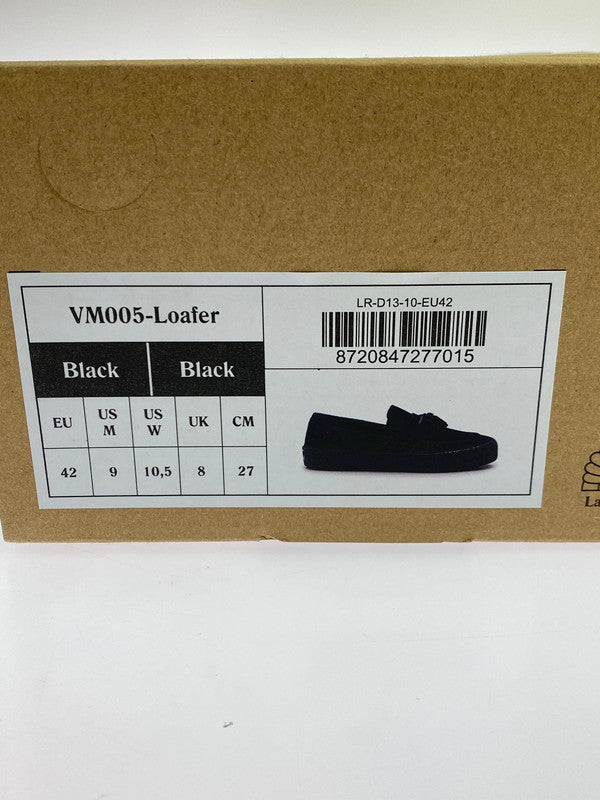 VM005-Loafer
Black Black
EU US M US W UK CM
42 9 10,5 8 27
LR-D13-10-EU42
8720847277015
La